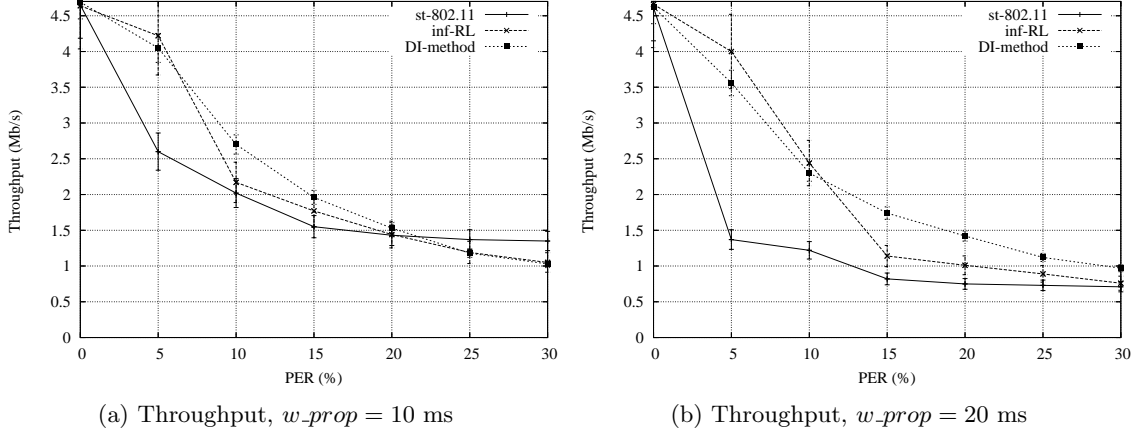 4.5
4
3.5
3
2.5
2
1.5
1
0.5
0
Throughput (Mb/s)
st-802.11
inf-RL
DI-method
0 5 10 15 20 25 30
PER (%)
(a) Throughput, w_prop = 10 ms
4.5
4
3.5
3
2.5
2
1.5
1
0.5
0
Throughput (Mb/s)
st-802.11
inf-RL
DI-method
0 5 10 15 20 25 30
PER (%)
(b) Throughput, w_prop = 20 ms